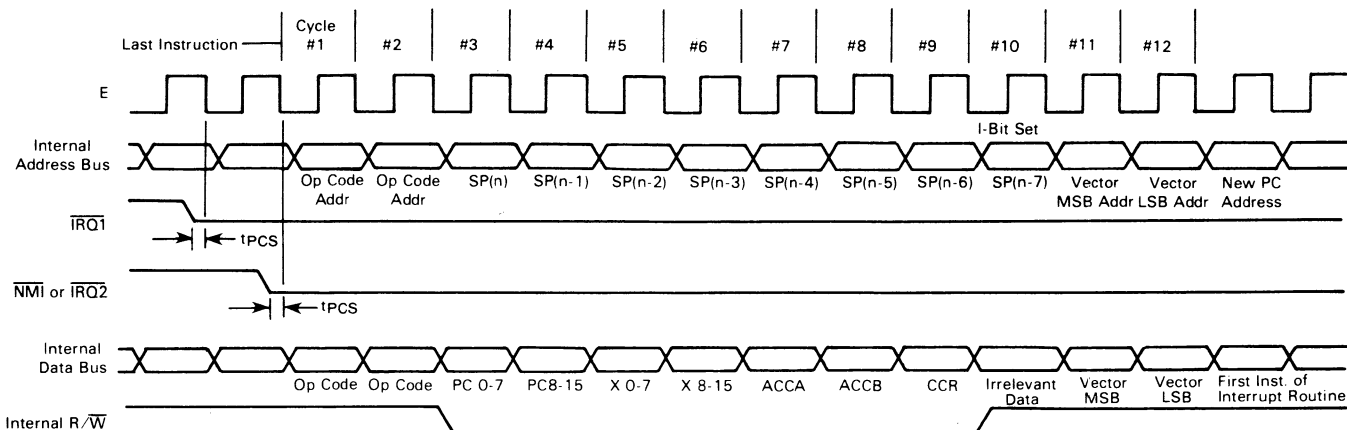 Cycle
Last Instruction #1 #2 #3 #4 #5 #6 #7 #8 #9 #10 #11 #12
E
I-Bit Set
Internal
Address Bus
Op Code Addr
Op Code Addr
SP(n) SP(n-1) SP(n-2) SP(n-3) SP(n-4) SP(n-5) SP(n-6) SP(n-7)
Vector MSB Addr
Vector LSB Addr
New PC Address
IRQ1
tPCS
NMI or IRQ2
tPCS
Internal
Data Bus
Op Code Op Code PC 0-7 PC8-15 X 0-7 X 8-15 ACCA ACCB CCR
Irrelevant Data
Vector MSB
Vector LSB
First Inst. of
Interrupt Routine
Internal R/W